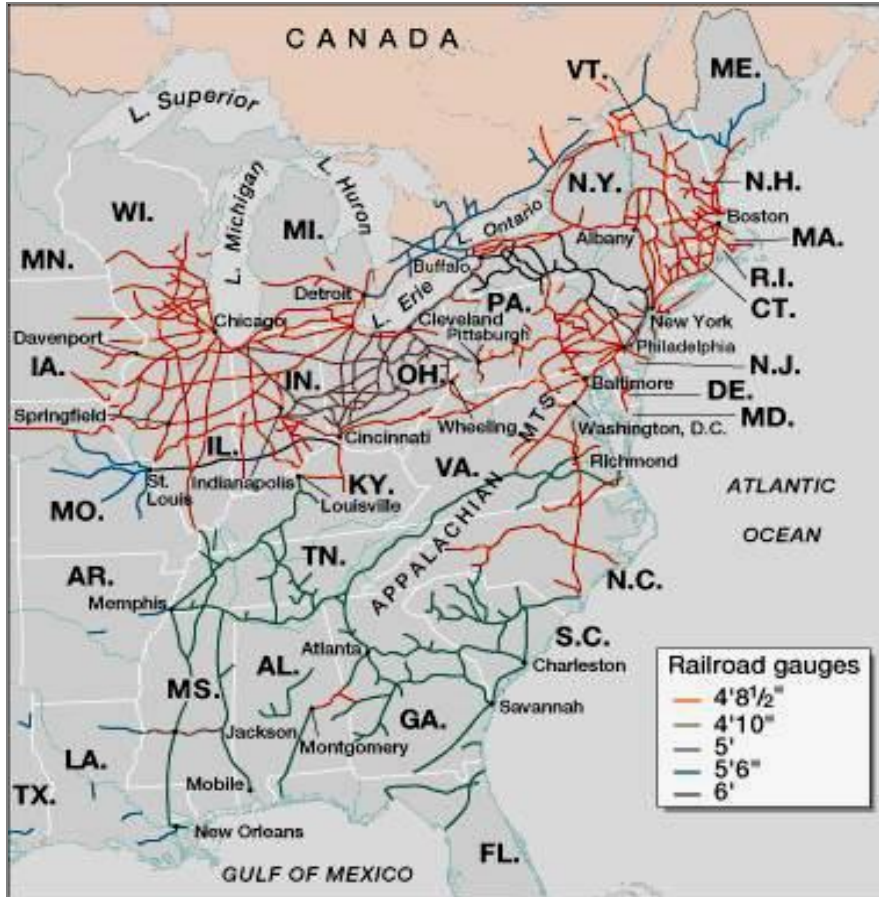 CANADA
L. Superior
VT.
ME.
L. Huron
L. Michigan
WI.
MI.
N.Y.
N.H.
L. Ontario
Boston
MN.
Albany
MA.
Buffalo
R.I.
Detroit
L. Erie
PA.
CT.
Chicago
Cleveland
New York
Davenport
Pittsburgh
Philadelphia
IA.
IN.
OH.
N.J.
Baltimore
DE.
Springfield
MD.
Wheeling
Washington, D.C.
Cincinnati
IL.
VA.
Richmond
St.
Louis
Indianapolis
KY.
Louisville
MO.
ATLANTIC
OCEAN
APPALACHIAN MTS
TN.
AR.
N.C.
Memphis
S.C.
Atlanta
AL.
Charleston
MS.
GA.
Savannah
Jackson
Montgomery
LA.
Mobile
TX.
New Orleans
FL.
GULF OF MEXICO
Railroad gauges
4'8½"
4'10"
5'
5'6"
6'